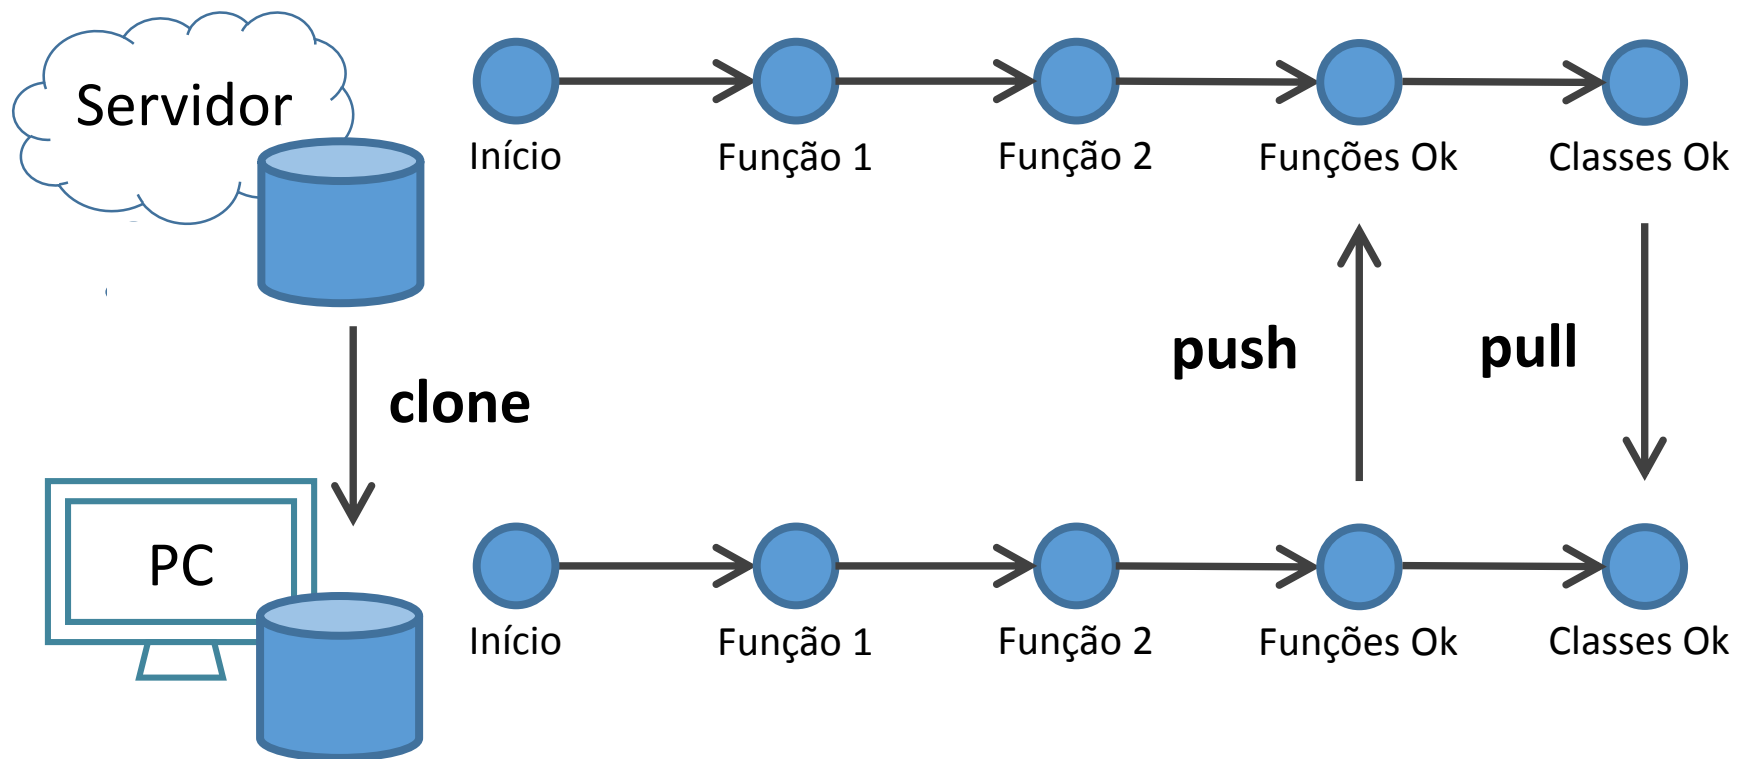 Servidor
Início
Função 1
Função 2
Funções Ok
Classes Ok
push
pull
clone
PC
Início
Função 1
Função 2
Funções Ok
Classes Ok